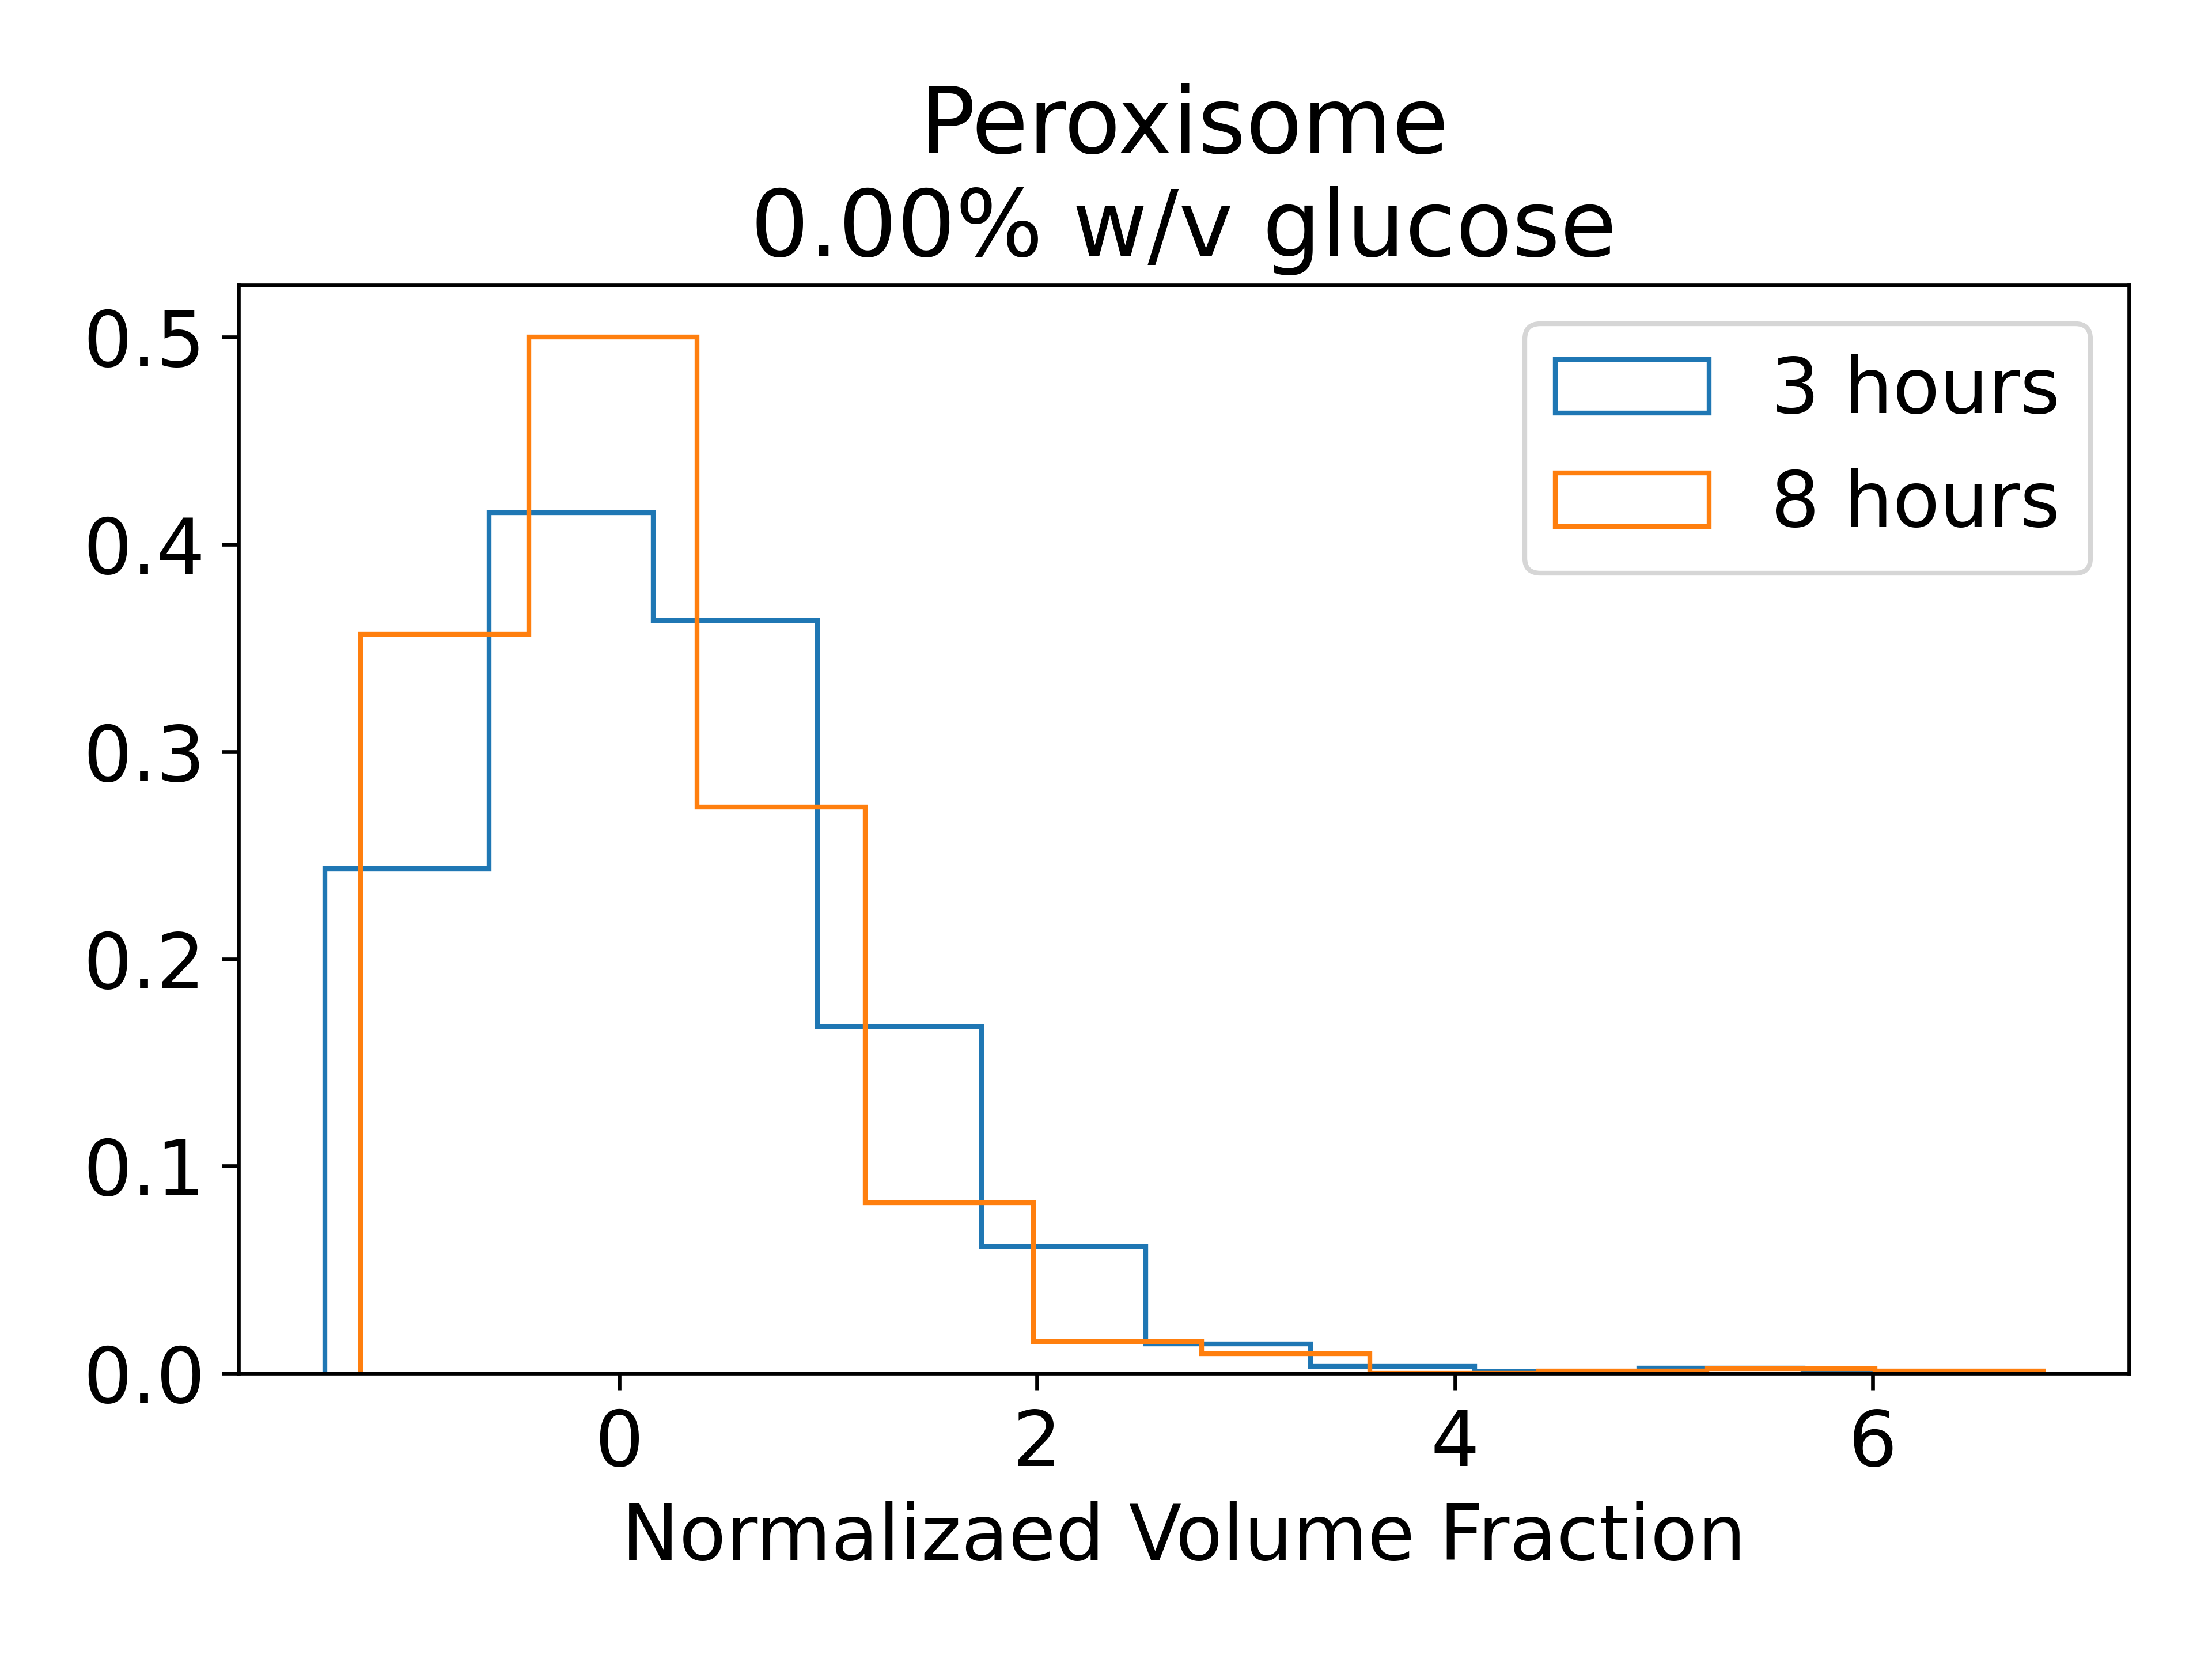 Peroxisome
0.00% w/v glucose
0.5
0.4
0.3
0.2
0.1
0.0
3 hours
8 hours
0 2 4 6
Normalizaed Volume Fraction